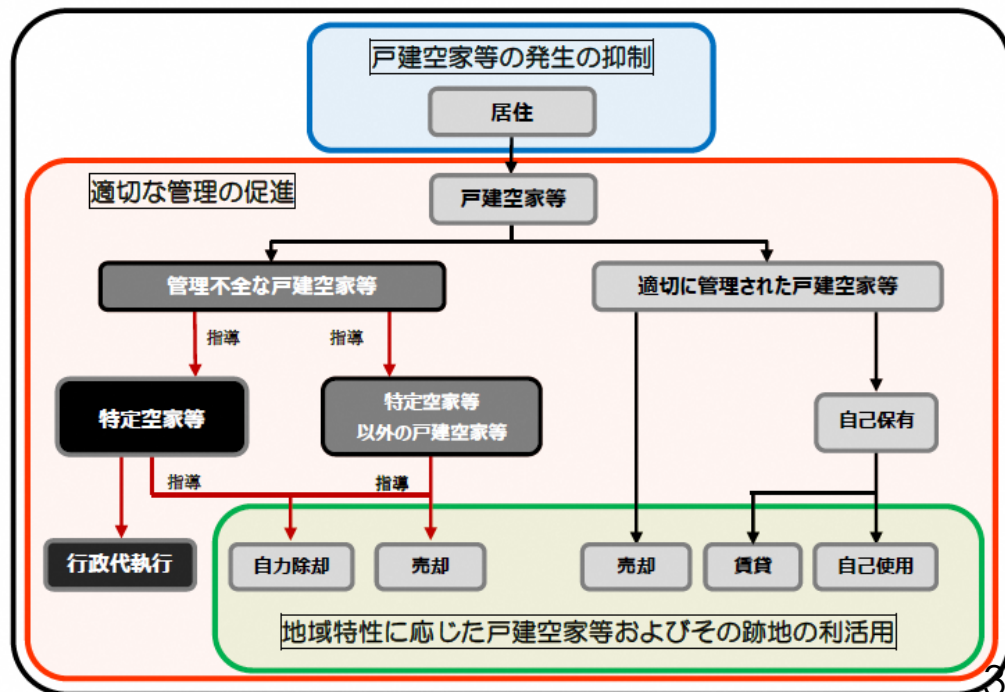 戸建空家等の発生の抑制
居住
適切な管理の促進
戸建空家等
管理不全な戸建空家等
適切に管理された戸建空家等
指導
指導
特定空家等
特定空家等
以外の戸建空家等
自己保有
指導
指導
行政代執行
自力除却
売却
売却
賃貸
自己使用
地域特性に応じた戸建空家等およびその跡地の利活用
3